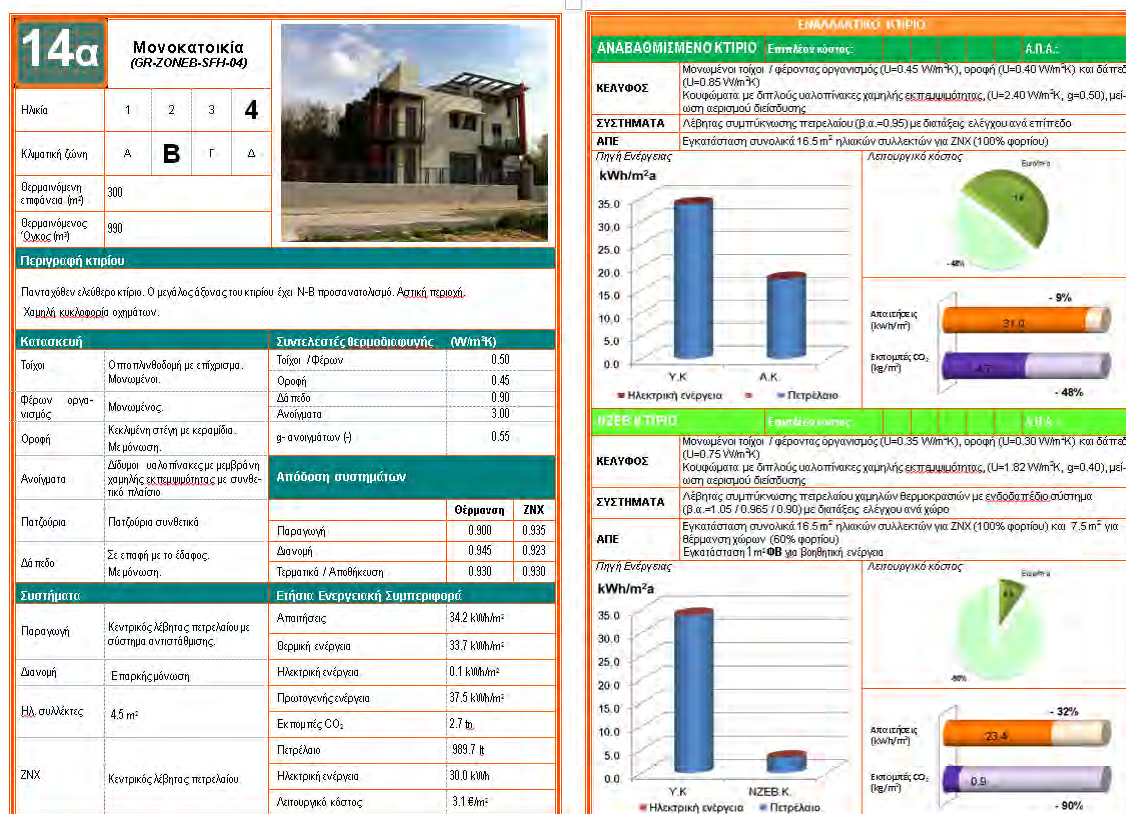 14α
Μονοκατοικία
(GR-ZONEB-SFH-04)
Ηλικία 1 2 3 4
Κλιματική ζώνη Α Β Γ Δ
Θερμαινόμενη
επιφάνεια (m²) 300
Θερμαινόμενος
Όγκος (m³) 990
Περιγραφή κτιρίου
Πανταχόθεν ελεύθερο κτίριο. Ο μεγάλος άξονας του κτιρίου έχει Ν-Β προσανατολισμό. Αστική περιοχή.
Χαμηλή κυκλοφορία οχημάτων.
Κατασκευή
Τοίχοι Οπτοπλινθοδομή με επίχρισμα.
Μονωμένοι.
Φέρων οργα-
νισμός Μονωμένος.
Οροφή Κεκλιμένη στέγη με κεραμίδια.
Με μόνωση.
Ανοίγματα Δίδυμοι υαλοπίνακες με μεμβράνη
χαμηλής εκπεμψιμότητας με συνθε-
τικό πλαίσιο
Πατζούρια Πατζούρια συνθετικά
Δάπεδο Σε επαφή με το έδαφος.
Με μόνωση.
Συντελεστές θερμοδιαφυγής (W/m²K)
Τοίχοι / Φέρων 0.50
Οροφή 0.45
Δάπεδο 0.90
Ανοίγματα 3.00
g- ανοιγμάτων (-) 0.55
Απόδοση συστημάτων
Θέρμανση ΖΝΧ
Παραγωγή 0.900 0.935
Διανομή 0.945 0.923
Τερματικά / Αποθήκευση 0.930 0.930
Συστήματα
Παραγωγή Κεντρικός λέβητας πετρελαίου με
σύστημα αντιστάθμισης.
Διανομή Επαρκής μόνωση
Ηλ. συλλέκτες 4.5 m²
ΖΝΧ Κεντρικός λέβητας πετρελαίου
Ετήσια Ενεργειακή Συμπεριφορά
Απαιτήσεις 34.2 kWh/m²
Θερμική ενέργεια 33.7 kWh/m²
Ηλεκτρική ενέργεια 0.1 kWh/m²
Πρωτογενής ενέργεια 37.5 kWh/m²
Εκπομπές CO₂ 2.7 tn
Πετρέλαιο 989.7 lt
Ηλεκτρική ενέργεια 30.0 kWh
Λειτουργικό κόστος 3.1 €/m²
ΕΝΑΛΛΑΚΤΙΚΟ ΚΤΙΡΙΟ
ΑΝΑΒΑΘΜΙΣΜΕΝΟ ΚΤΙΡΙΟ Επιπλέον κόστος: Α.Π.Α.:
ΚΕΛΥΦΟΣ Μονωμένοι τοίχοι / φέροντας οργανισμός (U=0.45 W/m²K), οροφή (U=0.40 W/m²K) και δάπεδ
(U=0.85 W/m²K)
Κουφώματα με διπλούς υαλοπίνακες χαμηλής εκπεμψιμότητας, (U=2.40 W/m²K, g=0.50), μεί-
ωση αερισμού διείσδυσης
ΣΥΣΤΗΜΑΤΑ Λέβητας συμπύκνωσης πετρελαίου (β.α.=0.95) με διατάξεις ελέγχου ανά επίπεδο
ΑΠΕ Εγκατάσταση συνολικά 16.5 m² ηλιακών συλλεκτών για ΖΝΧ (100% φορτίου)
Πηγή Ενέργειας
kWh/m²a
35.0
30.0
25.0
20.0
15.0
10.0
5.0
0.0
Υ.Κ Α.Κ.
Ηλεκτρική ενέργεια Πετρέλαιο
Λειτουργικό κόστος
Euro/m²a
- 48%
- 9%
Απαιτήσεις
(kWh/m²) 31.0
Εκπομπές CO₂
(kg/m²) 4.7
- 48%
NZEB ΚΤΙΡΙΟ Επιπλέον κόστος: Α.Π.Α.:
ΚΕΛΥΦΟΣ Μονωμένοι τοίχοι / φέροντας οργανισμός (U=0.35 W/m²K), οροφή (U=0.30 W/m²K) και δάπεδ
(U=0.75 W/m²K)
Κουφώματα με διπλούς υαλοπίνακες χαμηλής εκπεμψιμότητας, (U=1.82 W/m²K, g=0.40), μεί-
ωση αερισμού διείσδυσης
ΣΥΣΤΗΜΑΤΑ Λέβητας συμπύκνωσης πετρελαίου χαμηλών θερμοκρασιών με ενδοδαπέδιο σύστημα
(β.α.=1.05 / 0.965 / 0.90) με διατάξεις ελέγχου ανά χώρο
ΑΠΕ Εγκατάσταση συνολικά 16.5 m² ηλιακών συλλεκτών για ΖΝΧ (100% φορτίου) και 7.5 m² για
θέρμανση χώρων (60% φορτίου)
Εγκατάσταση 1 m² ΦΒ για βοηθητική ενέργεια
Πηγή Ενέργειας
kWh/m²a
35.0
30.0
25.0
20.0
15.0
10.0
5.0
0.0
Υ.Κ NZEB.K.
Ηλεκτρική ενέργεια Πετρέλαιο
Λειτουργικό κόστος
Euro/m²a
- 32%
Απαιτήσεις
(kWh/m²) 23.4
Εκπομπές CO₂
(kg/m²) 0.9
- 90%